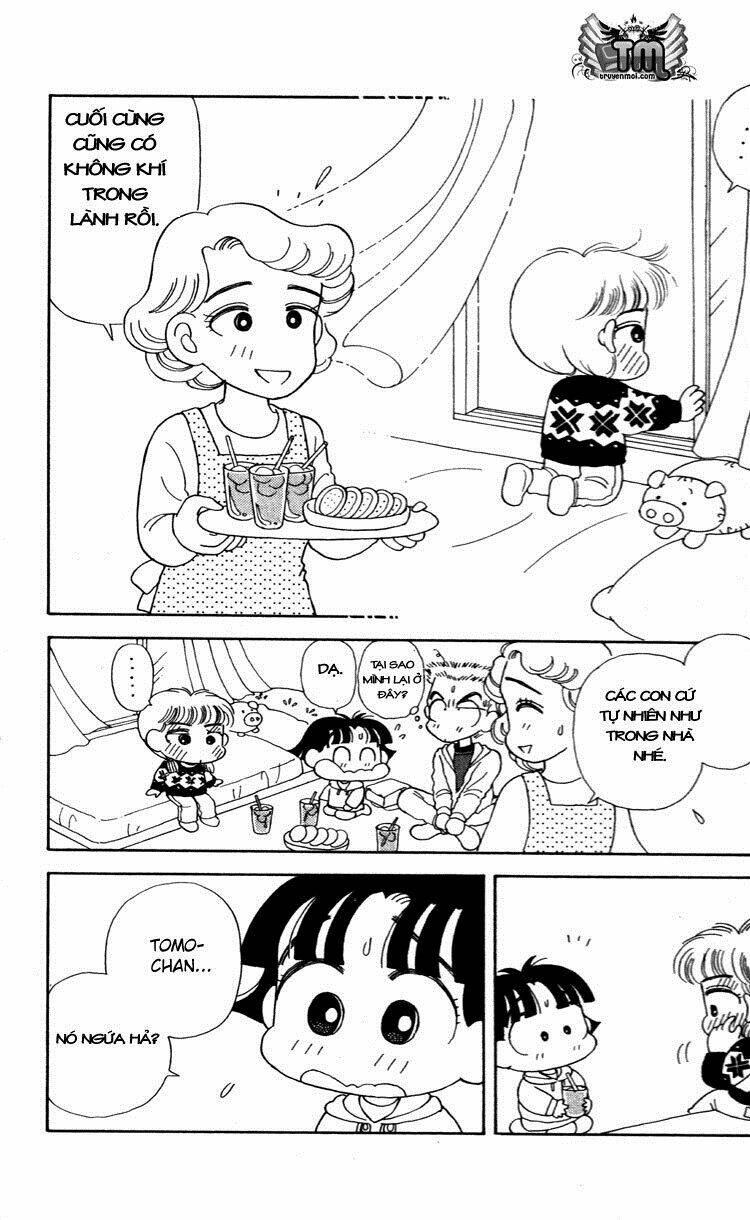 TM
truyenmoi.com
CUỐI CÙNG
CŨNG CÓ
KHÔNG KHÍ
TRONG
LÀNH RỒI.
...
....
DẠ.
TẠI SAO
MÌNH LẠI Ở
ĐÂY?
CÁC CON CỨ
TỰ NHIÊN NHƯ
TRONG NHÀ
NHÉ.
TOMO-
CHAN...
NÓ NGỨA HẢ?